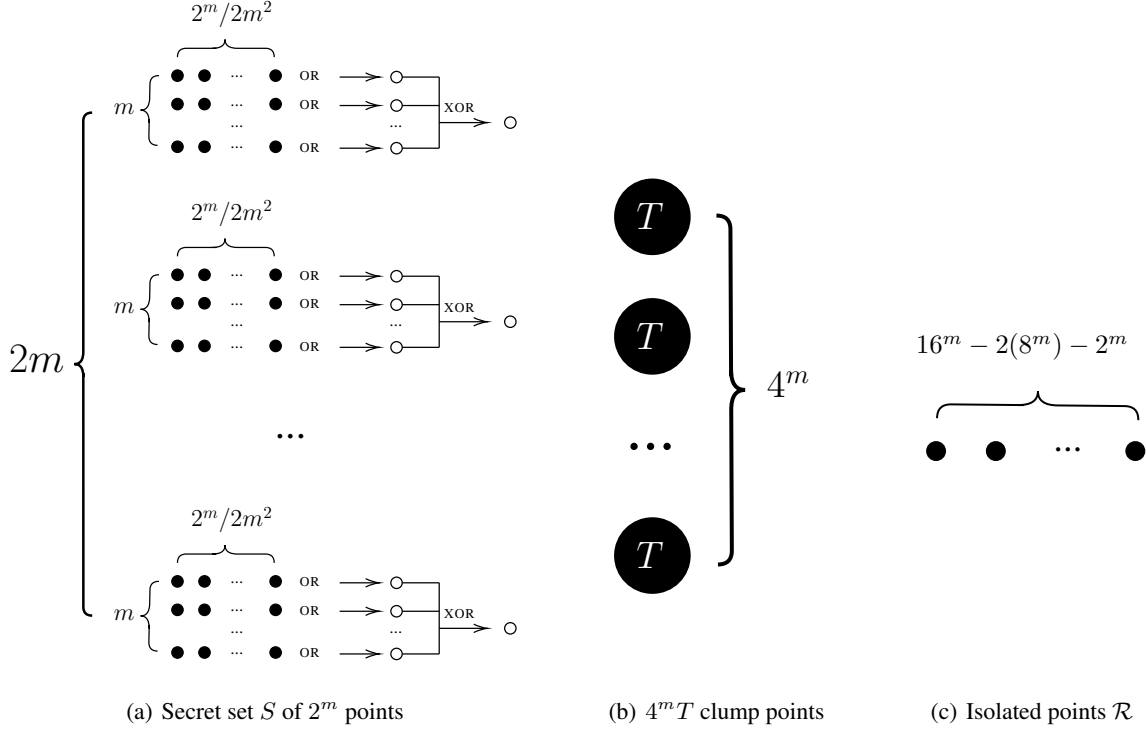 2^m/2m^2
m
... OR
... OR XOR
... ...
... OR
2^m/2m^2
m
... OR
... OR XOR
... ...
... OR
2m
...
2^m/2m^2
m
... OR
... OR XOR
... ...
... OR
(a) Secret set S of 2^m points
T
T
...
T
4^m
(b) 4^mT clump points
16^m − 2(8^m) − 2^m
...
(c) Isolated points ℛ